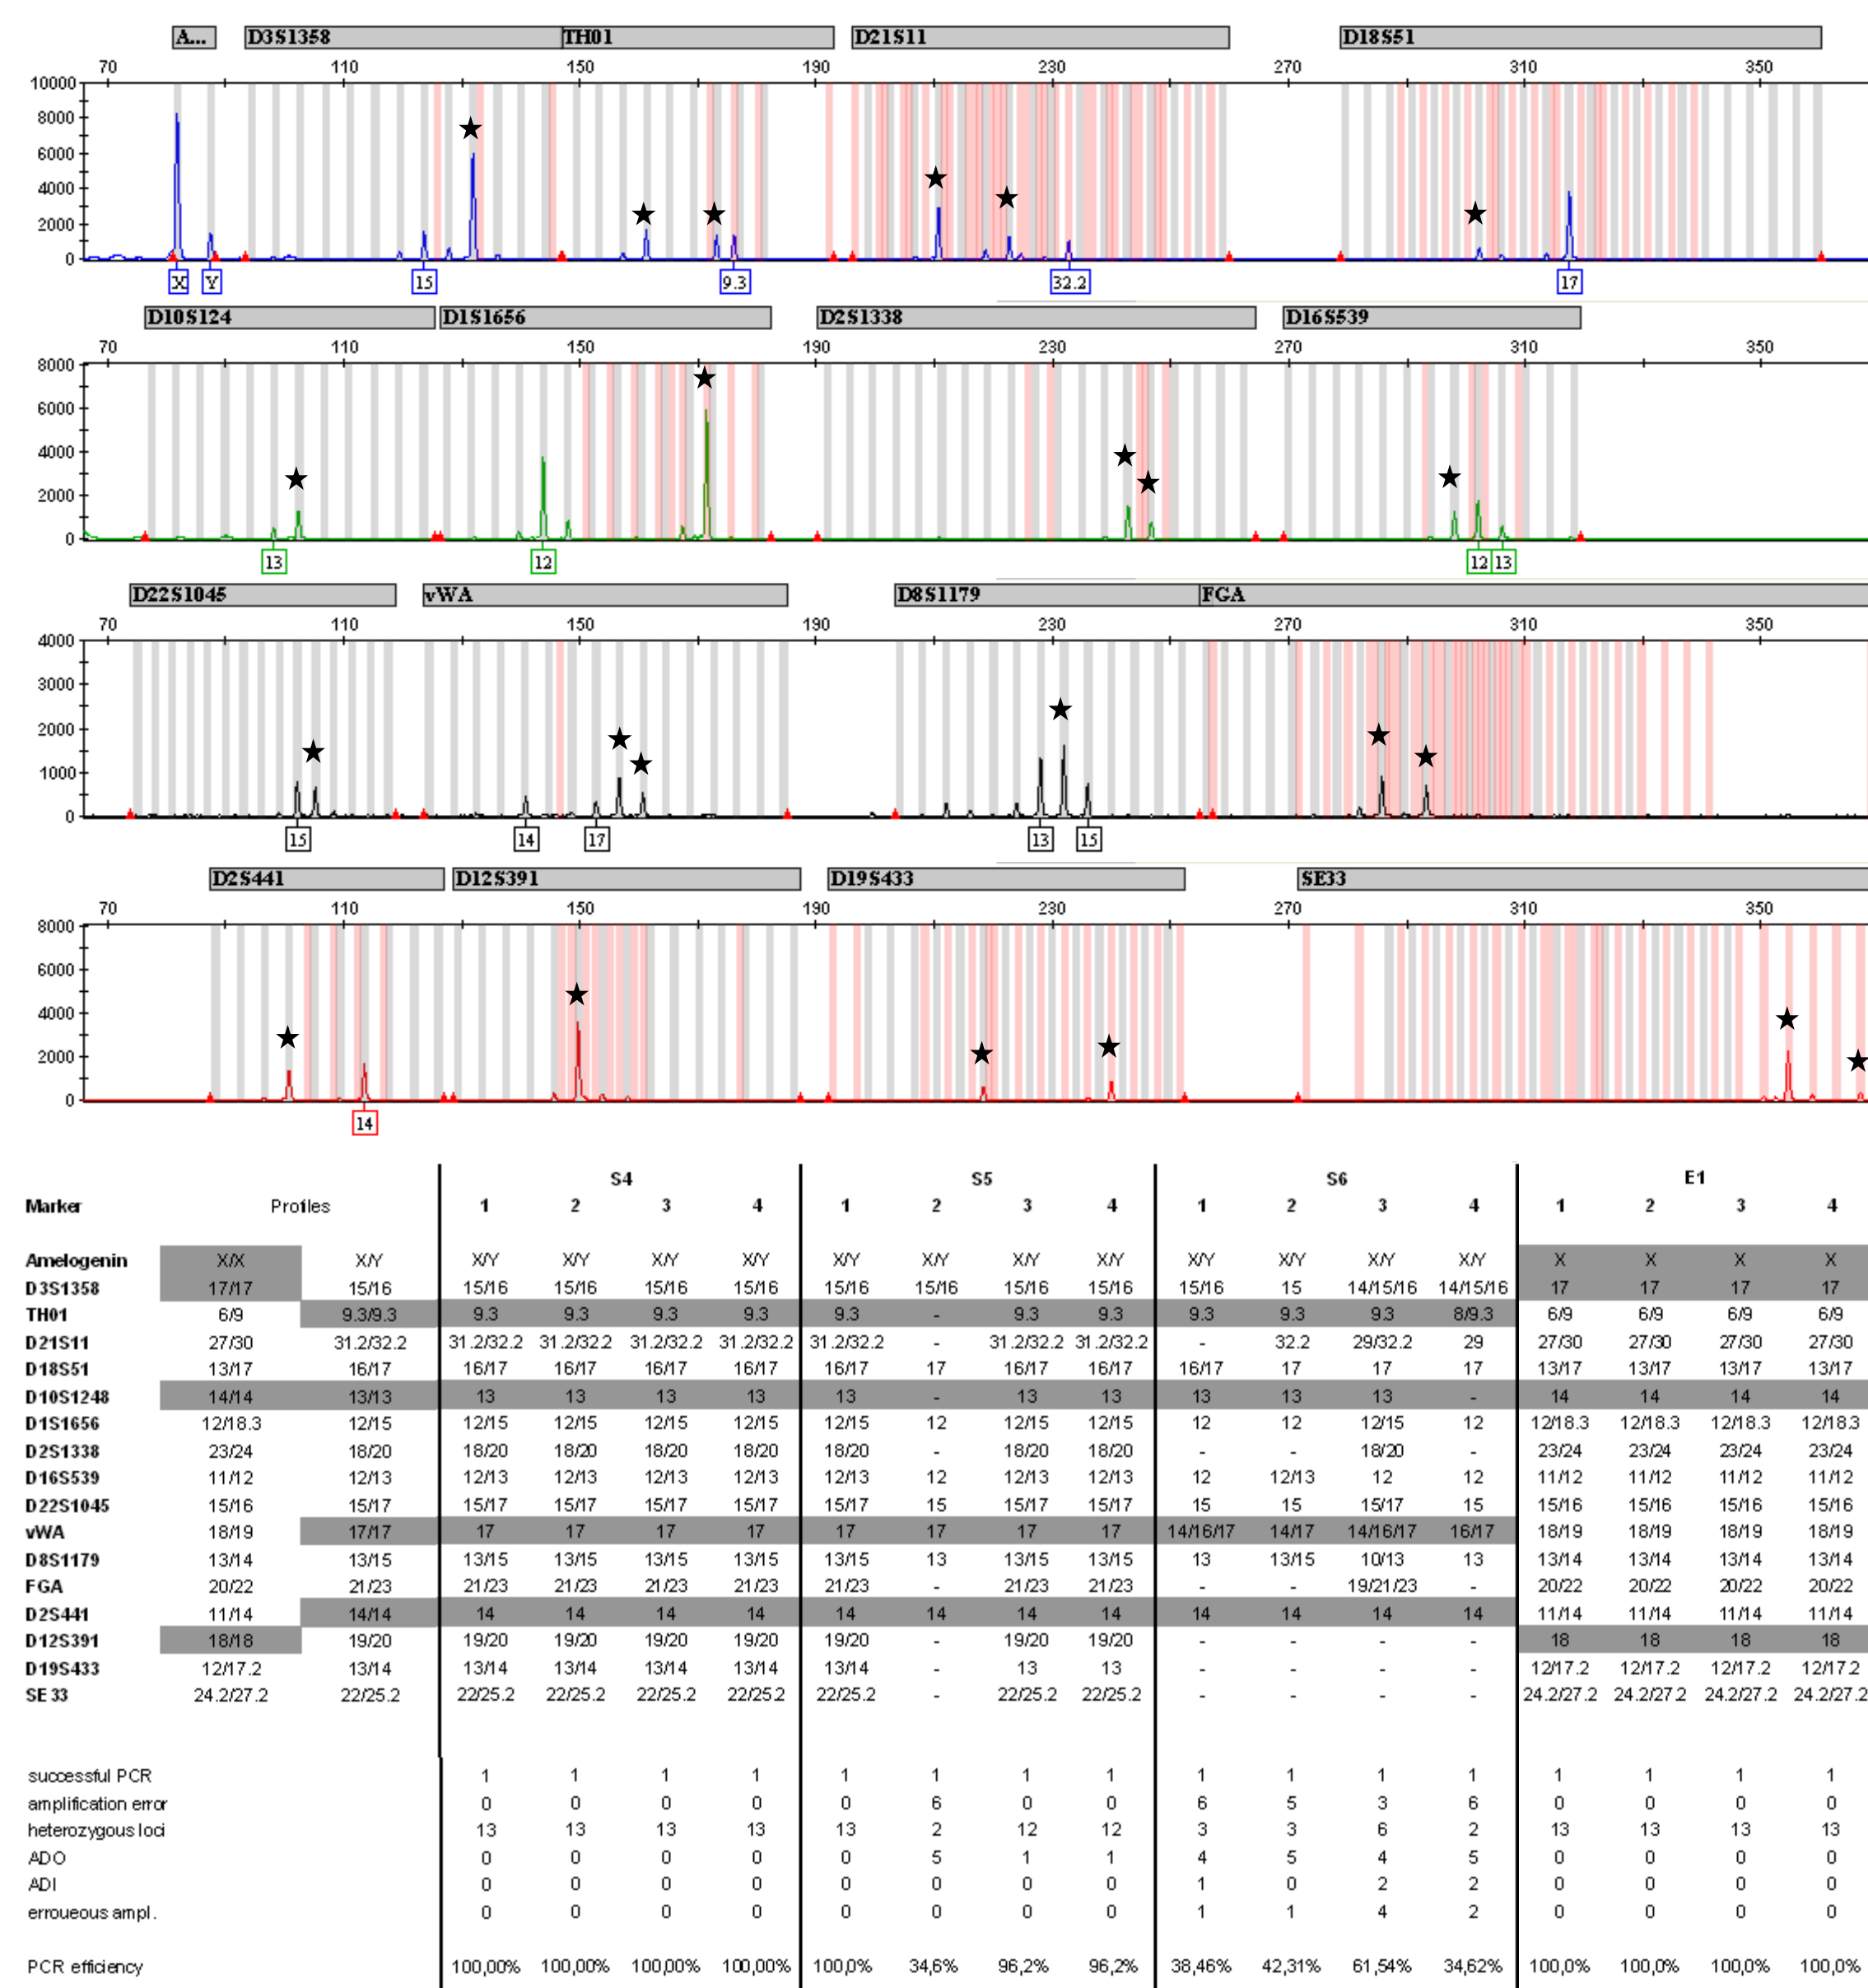 A... D3S1358 TH01 D21S11 D18S51
70 110 150 190 230 270 310 350
10000
8000
6000
4000
2000
0
X Y 15 9.3 32.2 17
D10S124 D1S1656 D2S1338 D16S539
70 110 150 190 230 270 310 350
8000
6000
4000
2000
0
13 12 12 13
D22S1045 vWA D8S1179 FGA
70 110 150 190 230 270 310 350
4000
3000
2000
1000
0
15 14 17 13 15
D2S441 D12S391 D19S433 SE33
70 110 150 190 230 270 310 350
8000
6000
4000
2000
0
14
S4 S5 S6 E1
Marker Profiles 1 2 3 4 1 2 3 4 1 2 3 4 1 2 3 4
Amelogenin X/X X/Y X/Y X/Y X/Y X/Y X/Y X/Y X/Y X/Y X/Y X/Y X/Y X/Y X X X X
D3S1358 17/17 15/16 15/16 15/16 15/16 15/16 15/16 15/16 15/16 15/16 15/16 15 14/15/16 14/15/16 17 17 17 17
TH01 6/9 9.3/9.3 9.3 9.3 9.3 9.3 9.3 - 9.3 9.3 9.3 9.3 9.3 8/9.3 6/9 6/9 6/9 6/9
D21S11 27/30 31.2/32.2 31.2/32.2 31.2/32.2 31.2/32.2 31.2/32.2 31.2/32.2 - 31.2/32.2 31.2/32.2 - 32.2 29/32.2 29 27/30 27/30 27/30 27/30
D18S51 13/17 16/17 16/17 16/17 16/17 16/17 16/17 17 16/17 16/17 16/17 17 17 17 13/17 13/17 13/17 13/17
D10S1248 14/14 13/13 13 13 13 13 13 - 13 13 13 13 13 - 14 14 14 14
D1S1656 12/18.3 12/15 12/15 12/15 12/15 12/15 12/15 12 12/15 12/15 12 12 12/15 12 12/18.3 12/18.3 12/18.3 12/18.3
D2S1338 23/24 18/20 18/20 18/20 18/20 18/20 18/20 - 18/20 18/20 - - 18/20 - 23/24 23/24 23/24 23/24
D16S539 11/12 12/13 12/13 12/13 12/13 12/13 12/13 12 12/13 12/13 12 12/13 12 12 11/12 11/12 11/12 11/12
D22S1045 15/16 15/17 15/17 15/17 15/17 15/17 15/17 15 15/17 15/17 15 15 15/17 15 15/16 15/16 15/16 15/16
vWA 18/19 17/17 17 17 17 17 17 17 17 17 14/16/17 14/17 14/16/17 16/17 18/19 18/19 18/19 18/19
D8S1179 13/14 13/15 13/15 13/15 13/15 13/15 13/15 13 13/15 13/15 13 13/15 10/13 13 13/14 13/14 13/14 13/14
FGA 20/22 21/23 21/23 21/23 21/23 21/23 21/23 - 21/23 21/23 - - 19/21/23 - 20/22 20/22 20/22 20/22
D2S441 11/14 14/14 14 14 14 14 14 14 14 14 14 14 14 14 11/14 11/14 11/14 11/14
D12S391 18/18 19/20 19/20 19/20 19/20 19/20 19/20 - 19/20 19/20 - - - - 18 18 18 18
D19S433 12/17.2 13/14 13/14 13/14 13/14 13/14 13/14 - 13 13 - - - - 12/17.2 12/17.2 12/17.2 12/17.2
SE 33 24.2/27.2 22/25.2 22/25.2 22/25.2 22/25.2 22/25.2 22/25.2 - 22/25.2 22/25.2 - - - - 24.2/27.2 24.2/27.2 24.2/27.2 24.2/27.2
successful PCR 1 1 1 1 1 1 1 1 1 1 1 1 1 1 1 1
amplification error 0 0 0 0 0 6 0 0 6 5 3 6 0 0 0 0
heterozygous loci 13 13 13 13 13 2 12 12 3 3 6 2 13 13 13 13
ADO 0 0 0 0 0 5 1 1 4 5 4 5 0 0 0 0
ADI 0 0 0 0 0 0 0 0 1 0 2 2 0 0 0 0
erroueous ampl. 0 0 0 0 0 0 0 0 1 1 4 2 0 0 0 0
PCR efficiency 100,00% 100,00% 100,00% 100,00% 100,0% 34,6% 96,2% 96,2% 38,46% 42,31% 61,54% 34,62% 100,0% 100,0% 100,0% 100,0%